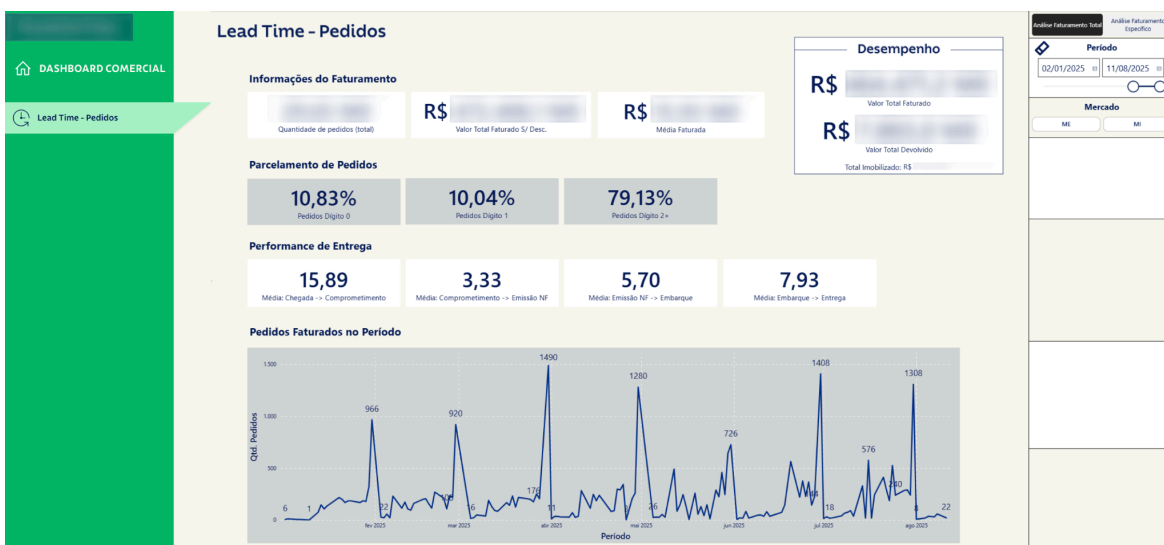 Lead Time - Pedidos
DASHBOARD COMERCIAL
Lead Time - Pedidos
Informações do Faturamento
Quantidade de pedidos (total)
R$
Valor Total Faturado S/ Desc.
R$
Média Faturada
Desempenho
R$
Valor Total Faturado
R$
Valor Total Devolvido
Total Imobilizado: R$
Parcelamento de Pedidos
10,83%
Pedidos Dígito 0
10,04%
Pedidos Dígito 1
79,13%
Pedidos Dígito 2+
Performance de Entrega
15,89
Média: Chegada -> Comprometimento
3,33
Média: Comprometimento -> Emissão NF
5,70
Média: Emissão NF -> Embarque
7,93
Média: Embarque -> Entrega
Pedidos Faturados no Período
Qtd. Pedidos
1.500
1.000
500
0
6
1
966
22
920
6
176
1490
11
1280
26
726
1408
18
576
240
1308
8
22
fev 2025
mar 2025
abr 2025
mai 2025
jun 2025
jul 2025
ago 2025
Período
Análise Faturamento Total
Análise Faturamento
Específico
Período
02/01/2025
11/08/2025
Mercado
ME
MI